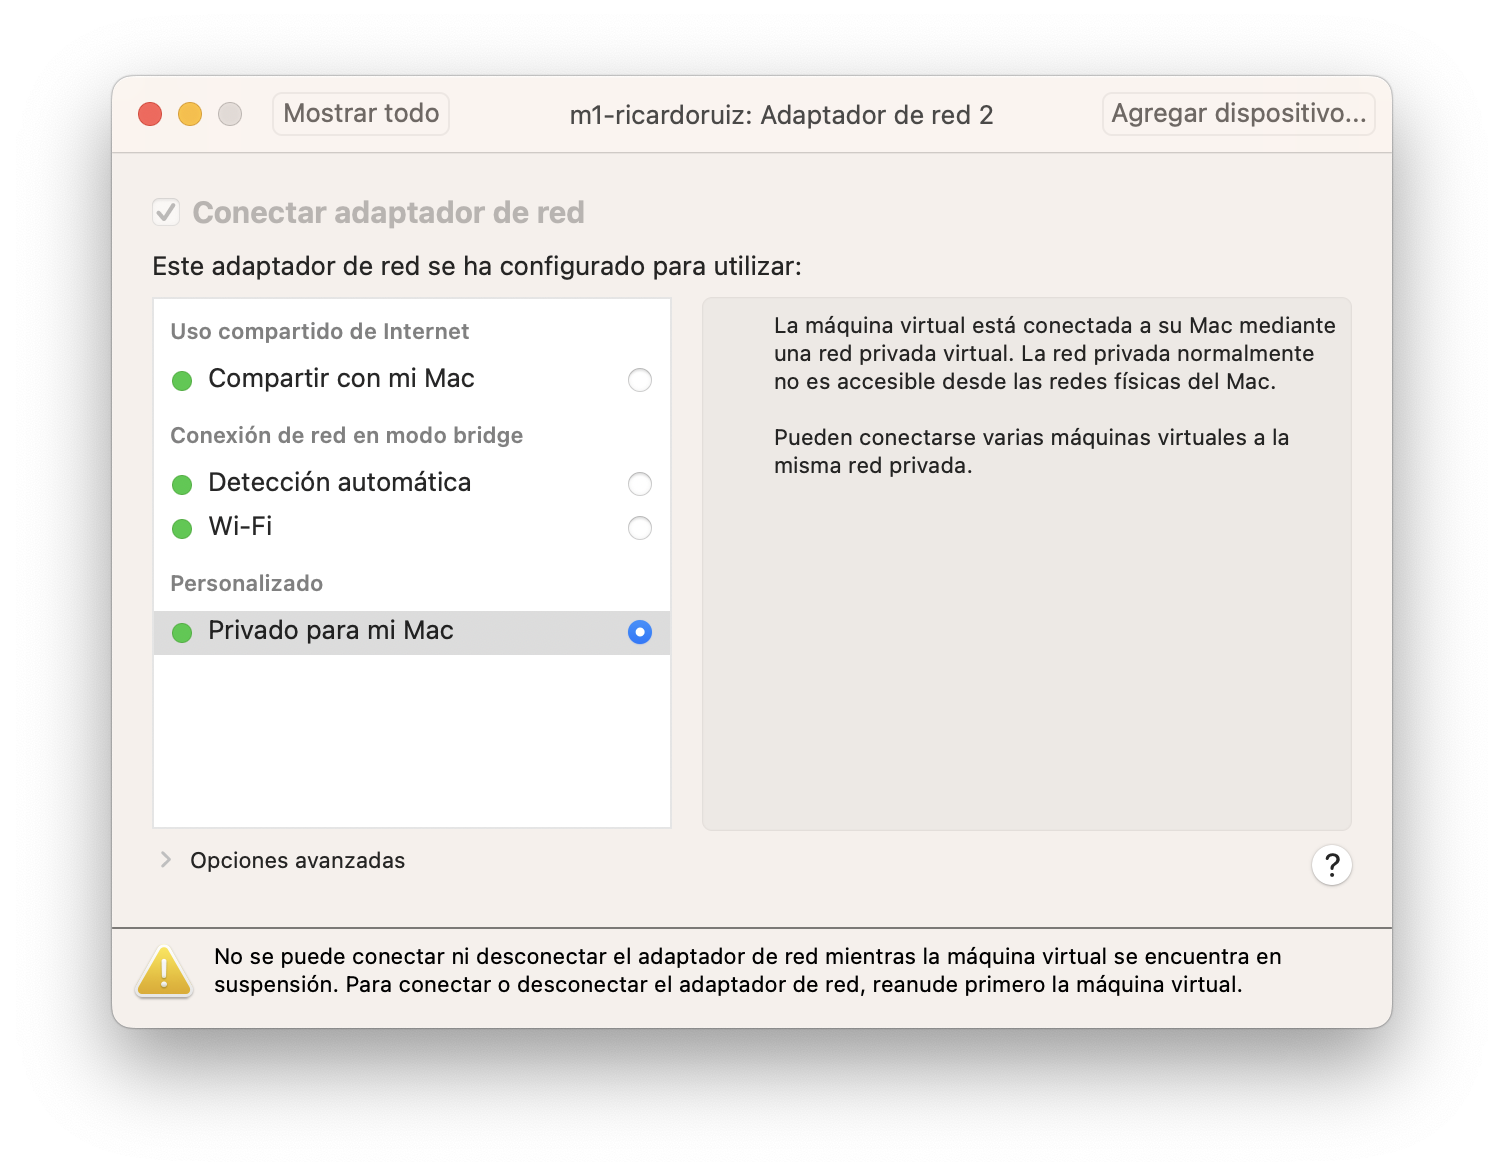 Mostrar todo
m1-ricardoruiz: Adaptador de red 2
Agregar dispositivo...
Conectar adaptador de red
Este adaptador de red se ha configurado para utilizar:
Uso compartido de Internet
Compartir con mi Mac
Conexión de red en modo bridge
Detección automática
Wi-Fi
Personalizado
Privado para mi Mac
La máquina virtual está conectada a su Mac mediante
una red privada virtual. La red privada normalmente
no es accesible desde las redes físicas del Mac.
Pueden conectarse varias máquinas virtuales a la
misma red privada.
Opciones avanzadas
?
No se puede conectar ni desconectar el adaptador de red mientras la máquina virtual se encuentra en
suspensión. Para conectar o desconectar el adaptador de red, reanude primero la máquina virtual.